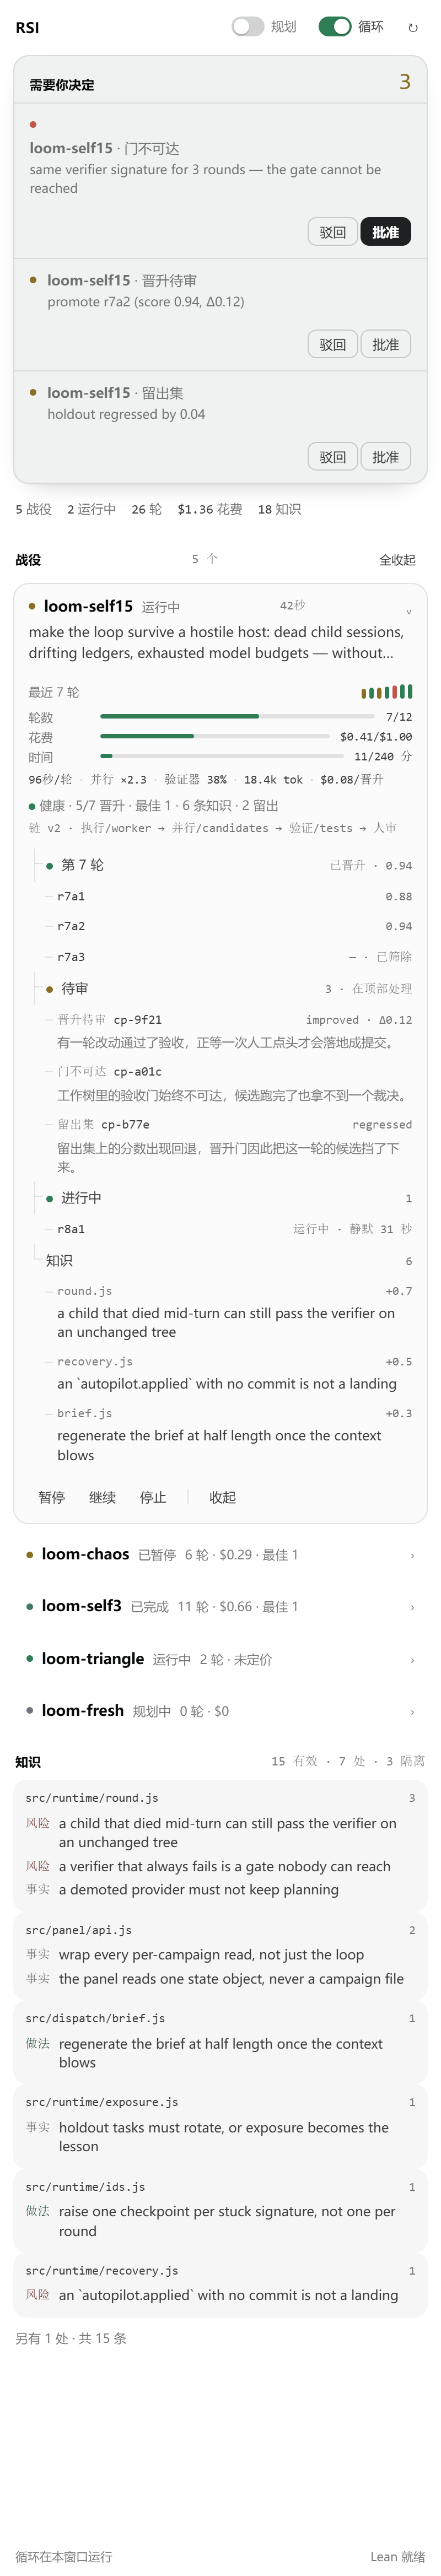 RSI 规划 循环 ↻
需要你决定 3
loom-self15 · 门不可达
same verifier signature for 3 rounds — the gate cannot be
reached
驳回 批准
loom-self15 · 晋升待审
promote r7a2 (score 0.94, Δ0.12)
驳回 批准
loom-self15 · 留出集
holdout regressed by 0.04
驳回 批准
5 战役 2 运行中 26 轮 $1.36 花费 18 知识
战役 5 个 全收起
loom-self15 运行中 42秒 v
make the loop survive a hostile host: dead child sessions,
drifting ledgers, exhausted model budgets — without…
最近 7 轮
轮数 7/12
花费 $0.41/$1.00
时间 11/240 分
96秒/轮 · 并行 ×2.3 · 验证器 38% · 18.4k tok · $0.08/晋升
健康 · 5/7 晋升 · 最佳 1 · 6 条知识 · 2 留出
链 v2 · 执行/worker → 并行/candidates → 验证/tests → 人审
第 7 轮 已晋升 · 0.94
r7a1 0.88
r7a2 0.94
r7a3 — · 已筛除
待审 3 · 在顶部处理
晋升待审 cp-9f21 improved · Δ0.12
有一轮改动通过了验收，正等一次人工点头才会落地成提交。
门不可达 cp-a01c
工作树里的验收门始终不可达，候选跑完了也拿不到一个裁决。
留出集 cp-b77e regressed
留出集上的分数出现回退，晋升门因此把这一轮的候选挡了下
来。
进行中 1
r8a1 运行中 · 静默 31 秒
知识 6
round.js +0.7
a child that died mid-turn can still pass the verifier on
an unchanged tree
recovery.js +0.5
an `autopilot.applied` with no commit is not a landing
brief.js +0.3
regenerate the brief at half length once the context
blows
暂停 继续 停止 收起
loom-chaos 已暂停 6 轮 · $0.29 · 最佳 1 ›
loom-self3 已完成 11 轮 · $0.66 · 最佳 1 ›
loom-triangle 运行中 2 轮 · 未定价 ›
loom-fresh 规划中 0 轮 · $0 ›
知识 15 有效 · 7 处 · 3 隔离
src/runtime/round.js 3
风险 a child that died mid-turn can still pass the verifier on
an unchanged tree
风险 a verifier that always fails is a gate nobody can reach
事实 a demoted provider must not keep planning
src/panel/api.js 2
事实 wrap every per-campaign read, not just the loop
事实 the panel reads one state object, never a campaign file
src/dispatch/brief.js 1
做法 regenerate the brief at half length once the context
blows
src/runtime/exposure.js 1
事实 holdout tasks must rotate, or exposure becomes the
lesson
src/runtime/ids.js 1
做法 raise one checkpoint per stuck signature, not one per
round
src/runtime/recovery.js 1
风险 an `autopilot.applied` with no commit is not a landing
另有 1 处 · 共 15 条
循环在本窗口运行 Lean 就绪